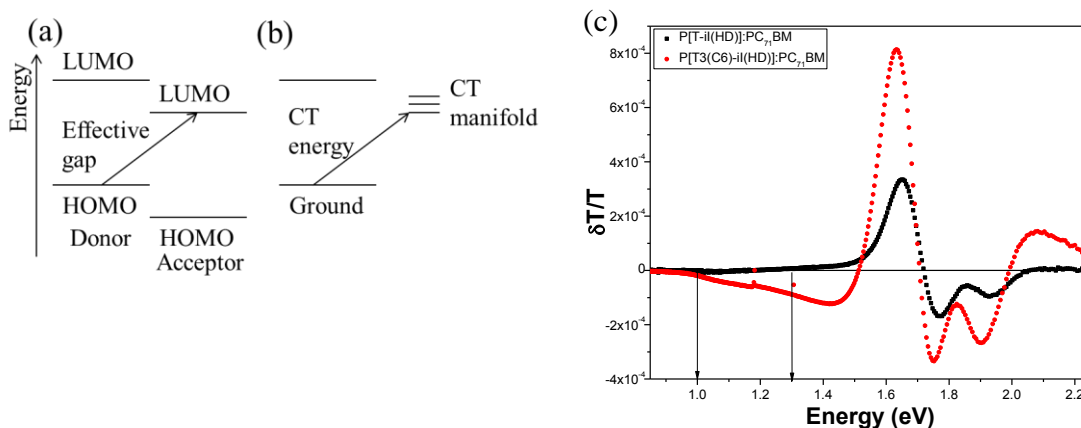 (a)
Energy
LUMO
LUMO
Effective
gap
HOMO
Donor
HOMO
Acceptor
(b)
CT
manifold
CT
energy
Ground
(c)
P[T-iI(HD)]:PC₇₁BM
P[T3(C6)-iI(HD)]:PC₇₁BM
δT/T
8x10⁻⁴
6x10⁻⁴
4x10⁻⁴
2x10⁻⁴
0
-2x10⁻⁴
-4x10⁻⁴
1.0 1.2 1.4 1.6 1.8 2.0 2.2
Energy (eV)